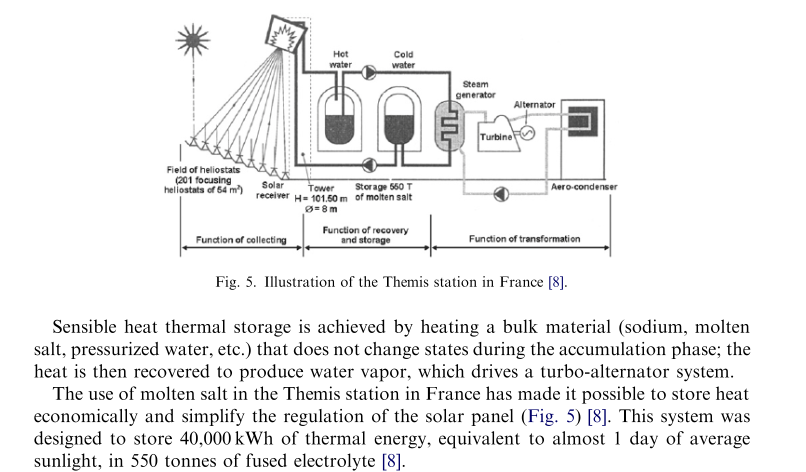 Hot
water
Cold
water
Steam
generator
Alternator
Turbine
Field of heliostats
(201 focusing
heliostats of 54 m²)
Solar
receiver
Tower
H= 101.50 m
Ø= 8 m
Storage 550 T
of molten salt
Aero-condenser
Function of collecting
Function of recovery
and storage
Function of transformation
Fig. 5. Illustration of the Themis station in France [8].
Sensible heat thermal storage is achieved by heating a bulk material (sodium, molten
salt, pressurized water, etc.) that does not change states during the accumulation phase; the
heat is then recovered to produce water vapor, which drives a turbo-alternator system.
The use of molten salt in the Themis station in France has made it possible to store heat
economically and simplify the regulation of the solar panel (Fig. 5) [8]. This system was
designed to store 40,000 kWh of thermal energy, equivalent to almost 1 day of average
sunlight, in 550 tonnes of fused electrolyte [8].